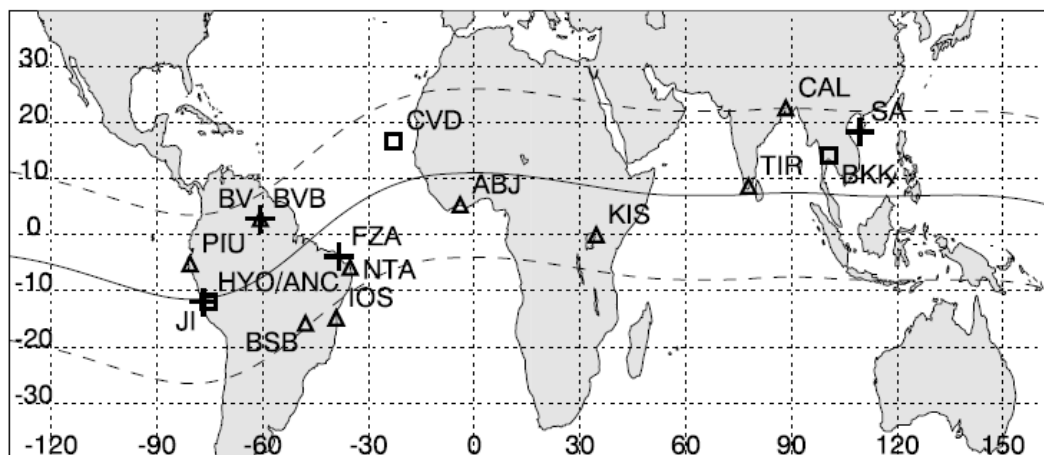 30
20
10
0
-10
-20
-30
-120 -90 -60 -30 0 30 60 90 120 150
CAL
SA
CVD
TIR
BKK
BV BVB
ABJ
KIS
PIU
FZA
HYO/ANC
NTA
JI
IOS
BSB